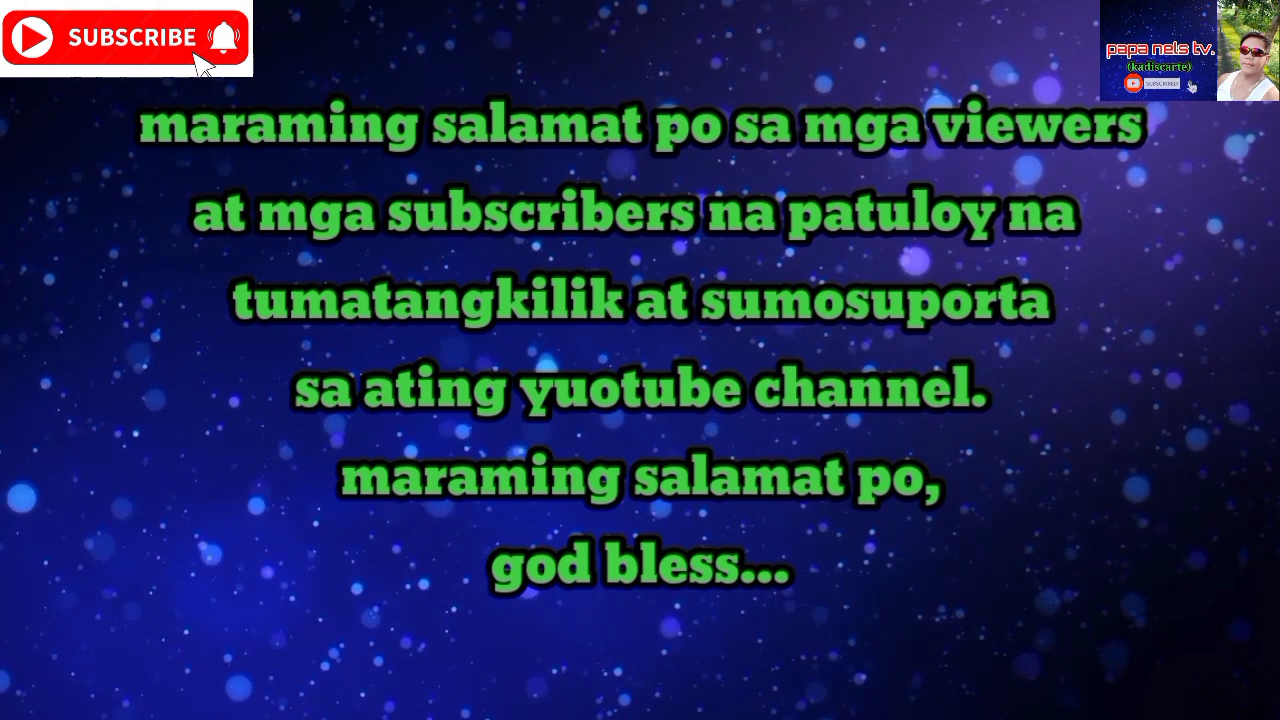 SUBSCRIBE
papa nels tv.
(kadiscarte)
SUBSCRIBED
maraming salamat po sa mga viewers
at mga subscribers na patuloy na
tumatangkilik at sumosuporta
sa ating yuotube channel.
maraming salamat po,
god bless...